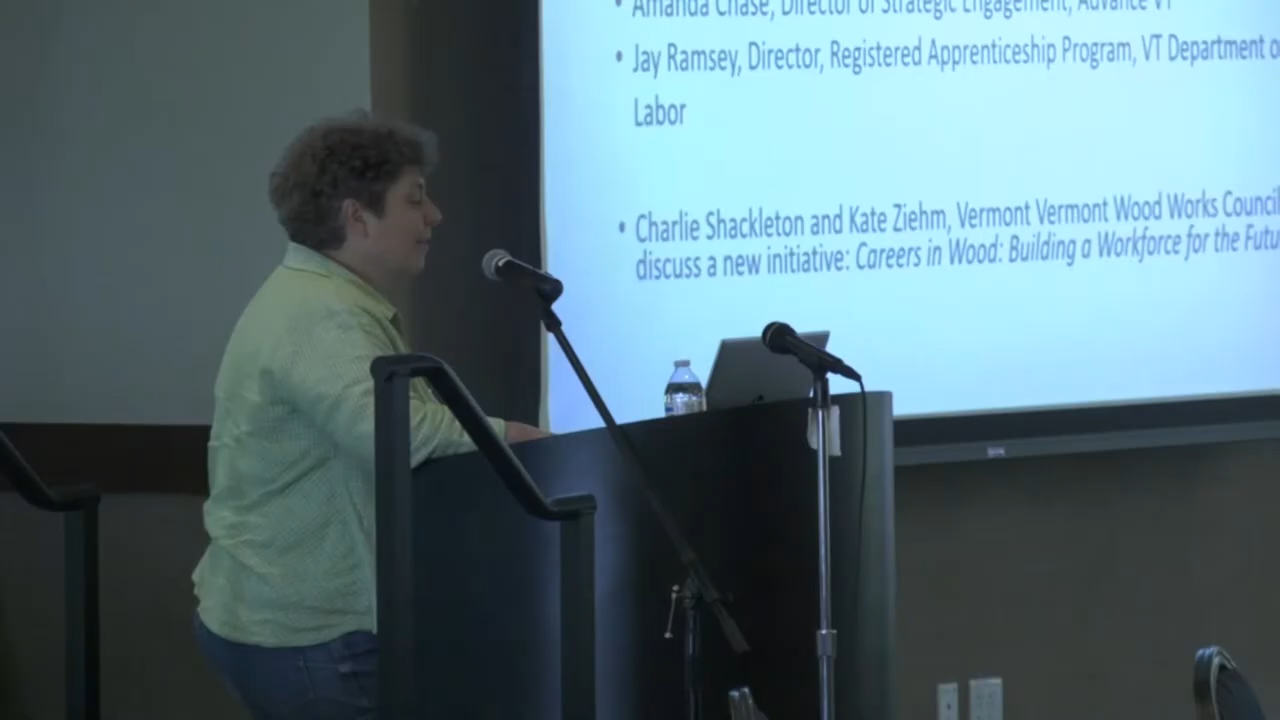 • Amanda Chase, Director of Strategic Engagement, Advance VT
• Jay Ramsey, Director, Registered Apprenticeship Program, VT Department
Labor
• Charlie Shackleton and Kate Ziehm, Vermont Vermont Wood Works Council
discuss a new initiative: Careers in Wood: Building a Workforce for the